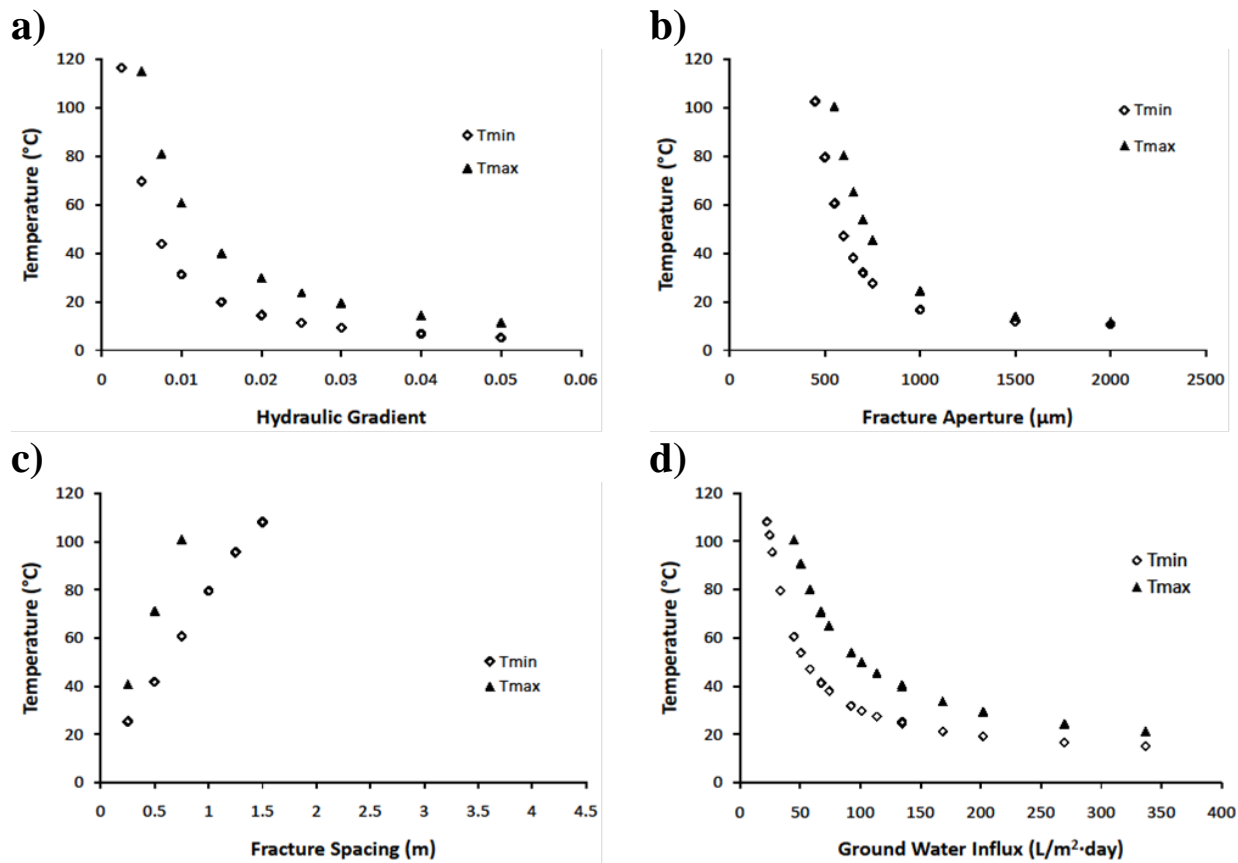 a)
120
100
80
60
40
20
0
Temperature (°C)
Tmin
Tmax
0 0.01 0.02 0.03 0.04 0.05 0.06
Hydraulic Gradient
b)
120
100
80
60
40
20
0
Temperature (°C)
Tmin
Tmax
0 500 1000 1500 2000 2500
Fracture Aperture (μm)
c)
120
100
80
60
40
20
0
Temperature (°C)
Tmin
Tmax
0 0.5 1 1.5 2 2.5 3 3.5 4 4.5
Fracture Spacing (m)
d)
120
100
80
60
40
20
0
Temperature (°C)
Tmin
Tmax
0 50 100 150 200 250 300 350 400
Ground Water Influx (L/m²·day)